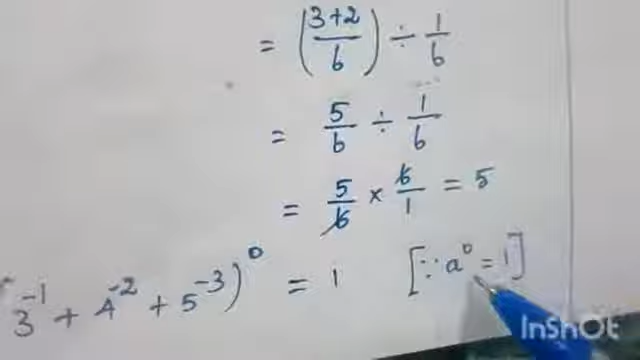 = (3+2/6) ÷ 1/6
= 5/6 ÷ 1/6
= 5/6 × 6/1 = 5
3⁻¹ + 4⁻² + 5⁻³)⁰ = 1 [∵ a⁰ = 1]
InShOt